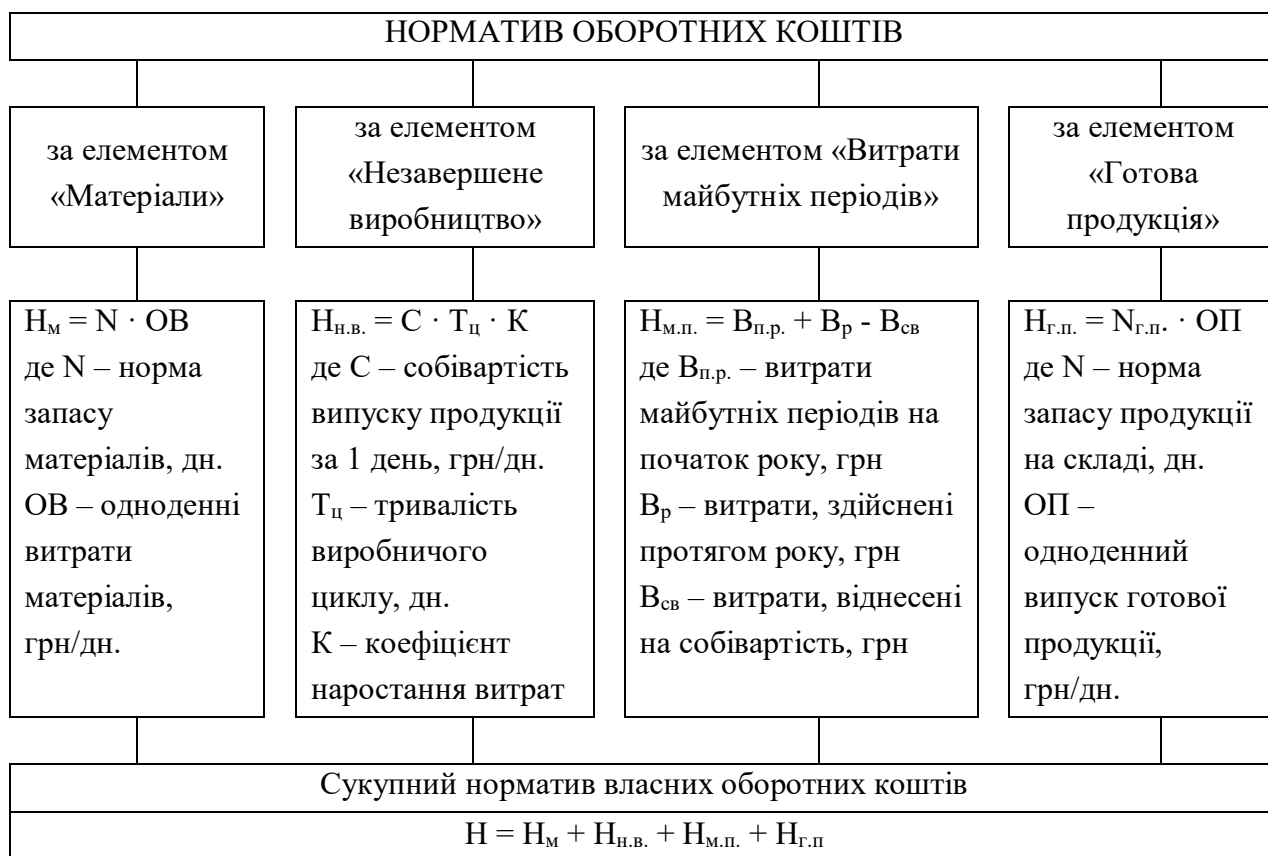 НОРМАТИВ ОБОРОТНИХ КОШТІВ
за елементом
«Матеріали»
за елементом
«Незавершене
виробництво»
за елементом «Витрати
майбутніх періодів»
за елементом
«Готова
продукція»
Нм = N · ОВ
де N – норма
запасу
матеріалів, дн.
ОВ – одноденні
витрати
матеріалів,
грн/дн.
Нн.в. = С · Тц · К
де С – собівартість
випуску продукції
за 1 день, грн/дн.
Тц – тривалість
виробничого
циклу, дн.
К – коефіцієнт
наростання витрат
Нм.п. = Вп.р. + Вр - Всв
де Вп.р. – витрати
майбутніх періодів на
початок року, грн
Вр – витрати, здійснені
протягом року, грн
Всв – витрати, віднесені
на собівартість, грн
Нг.п. = Nг.п. · ОП
де N – норма
запасу продукції
на складі, дн.
ОП –
одноденний
випуск готової
продукції,
грн/дн.
Сукупний норматив власних оборотних коштів
Н = Нм + Нн.в. + Нм.п. + Нг.п